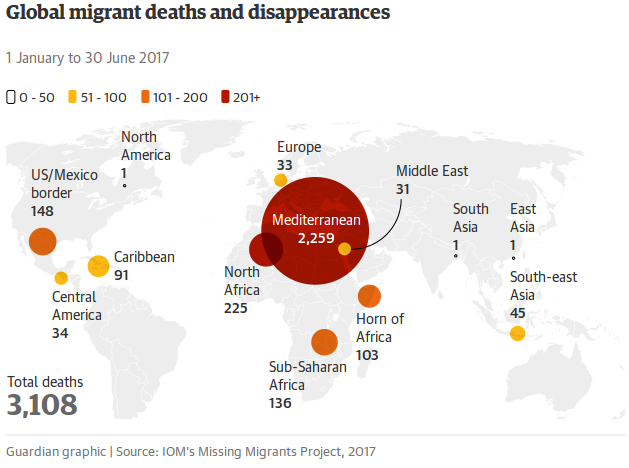 Global migrant deaths and disappearances
1 January to 30 June 2017
0 - 50
51 - 100
101 - 200
201+
North
America
1
US/Mexico
border
148
Caribbean
91
Central
America
34
Europe
33
Mediterranean
2,259
Middle East
31
North
Africa
225
South
Asia
1
East
Asia
1
South-east
Asia
45
Horn of
Africa
103
Sub-Saharan
Africa
136
Total deaths
3,108
Guardian graphic | Source: IOM's Missing Migrants Project, 2017